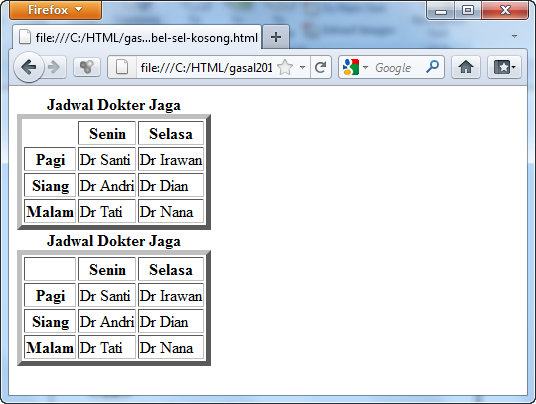 Firefox
file:///C:/HTML/gas...bel-sel-kosong.html
file:///C:/HTML/gasal201
Google
Jadwal Dokter Jaga
Senin Selasa
Pagi Dr Santi Dr Irawan
Siang Dr Andri Dr Dian
Malam Dr Tati Dr Nana
Jadwal Dokter Jaga
Senin Selasa
Pagi Dr Santi Dr Irawan
Siang Dr Andri Dr Dian
Malam Dr Tati Dr Nana